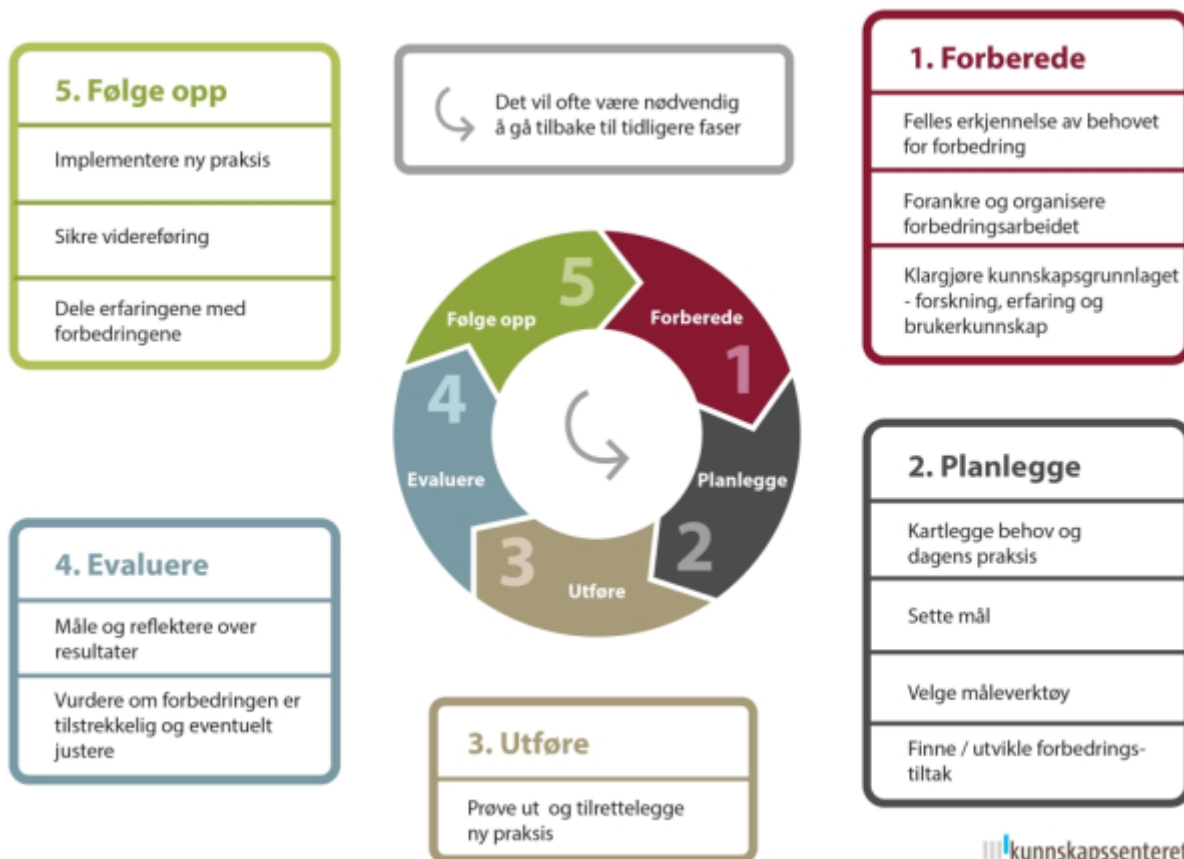 5. Følge opp
Implementere ny praksis
Sikre videreføring
Dele erfaringene med
forbedringene
Det vil ofte være nødvendig
å gå tilbake til tidligere faser
1. Forberede
Felles erkjennelse av behovet
for forbedring
Forankre og organisere
forbedringsarbeidet
Klargjøre kunnskapsgrunnlaget
- forskning, erfaring og
brukerkunnskap
5
Følge opp
Forberede
1
4
Evaluere
Planlegge
2
3
Utføre
2. Planlegge
Kartlegge behov og
dagens praksis
Sette mål
Velge måleverktøy
Finne / utvikle forbedrings-
tiltak
4. Evaluere
Måle og reflektere over
resultater
Vurdere om forbedringen er
tilstrekkelig og eventuelt
justere
3. Utføre
Prøve ut og tilrettelegge
ny praksis
kunnskapssenteret